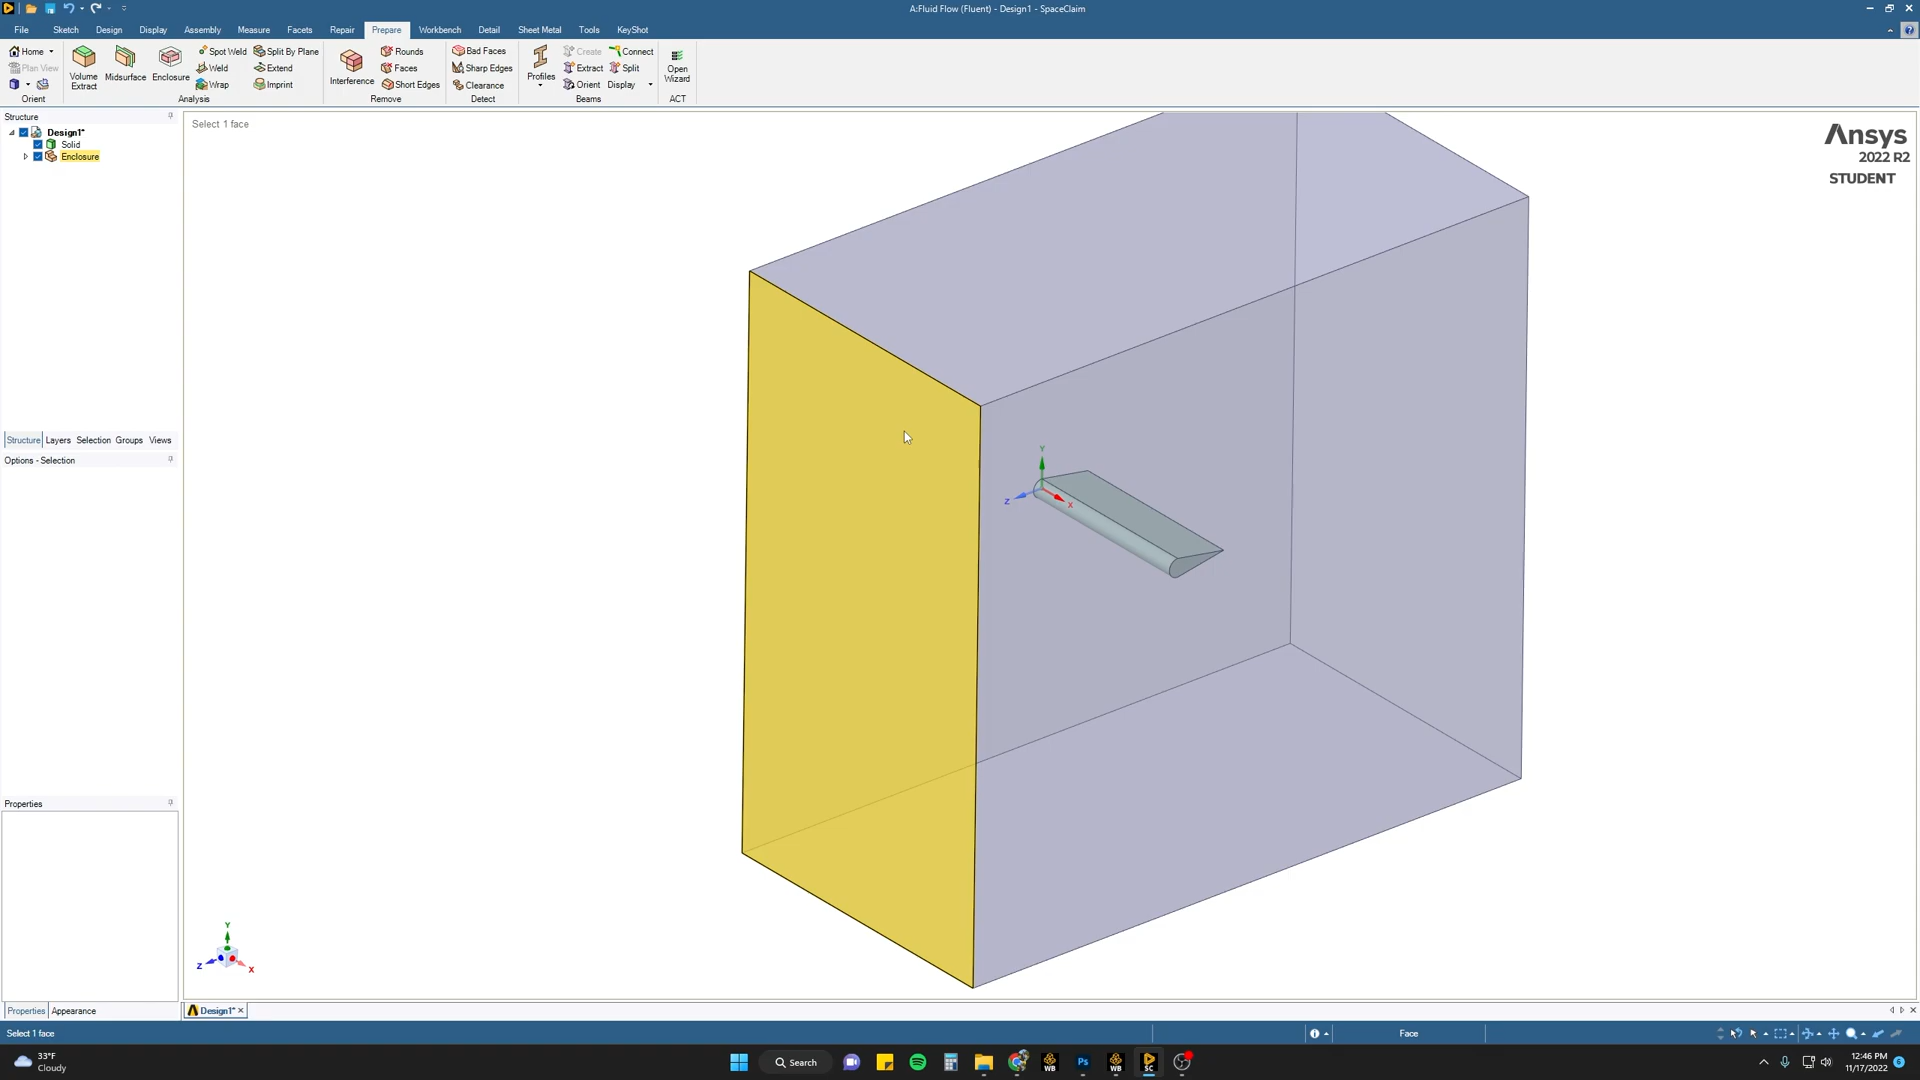 A:Fluid Flow (Fluent) - Design1 - SpaceClaim
File Sketch Design Display Assembly Measure Facets Repair Prepare Workbench Detail Sheet Metal Tools KeyShot
Home
Plan View
Orient
Volume Extract
Midsurface
Enclosure
Spot Weld
Weld
Wrap
Split By Plane
Extend
Imprint
Analysis
Interference
Rounds
Faces
Short Edges
Remove
Bad Faces
Sharp Edges
Clearance
Detect
Profiles
Create
Extract
Orient
Connect
Split
Display
Beams
Open Wizard
ACT
Structure
Design1*
Solid
Enclosure
Structure Layers Selection Groups Views
Options - Selection
Properties
Properties Appearance
Select 1 face
Ansys
2022 R2
STUDENT
Y
Z
X
Y
Z
X
Design1*
Select 1 face
Face
33°F
Cloudy
Search
WB
Ps
WB
SC
12:46 PM
11/17/2022
6